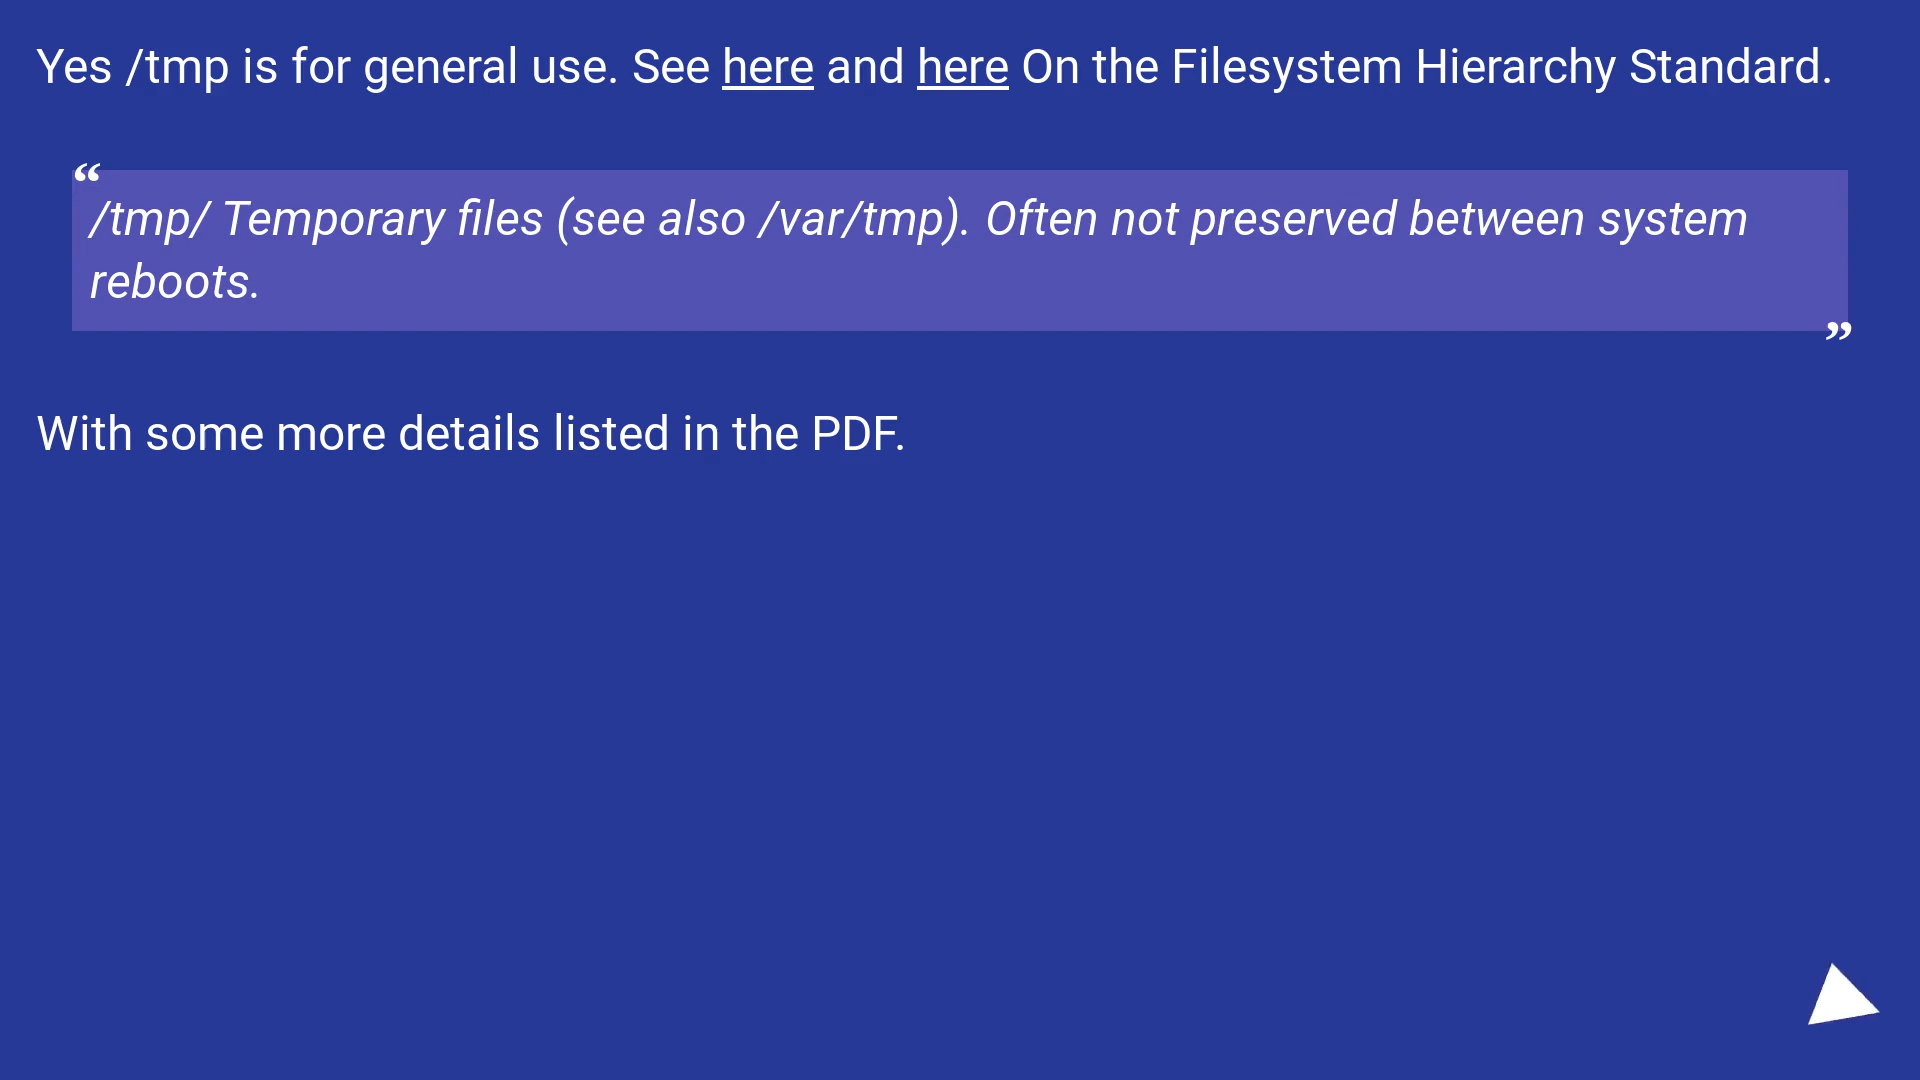 Yes /tmp is for general use. See here and here On the Filesystem Hierarchy Standard.
“
/tmp/ Temporary files (see also /var/tmp). Often not preserved between system
reboots.
”
With some more details listed in the PDF.